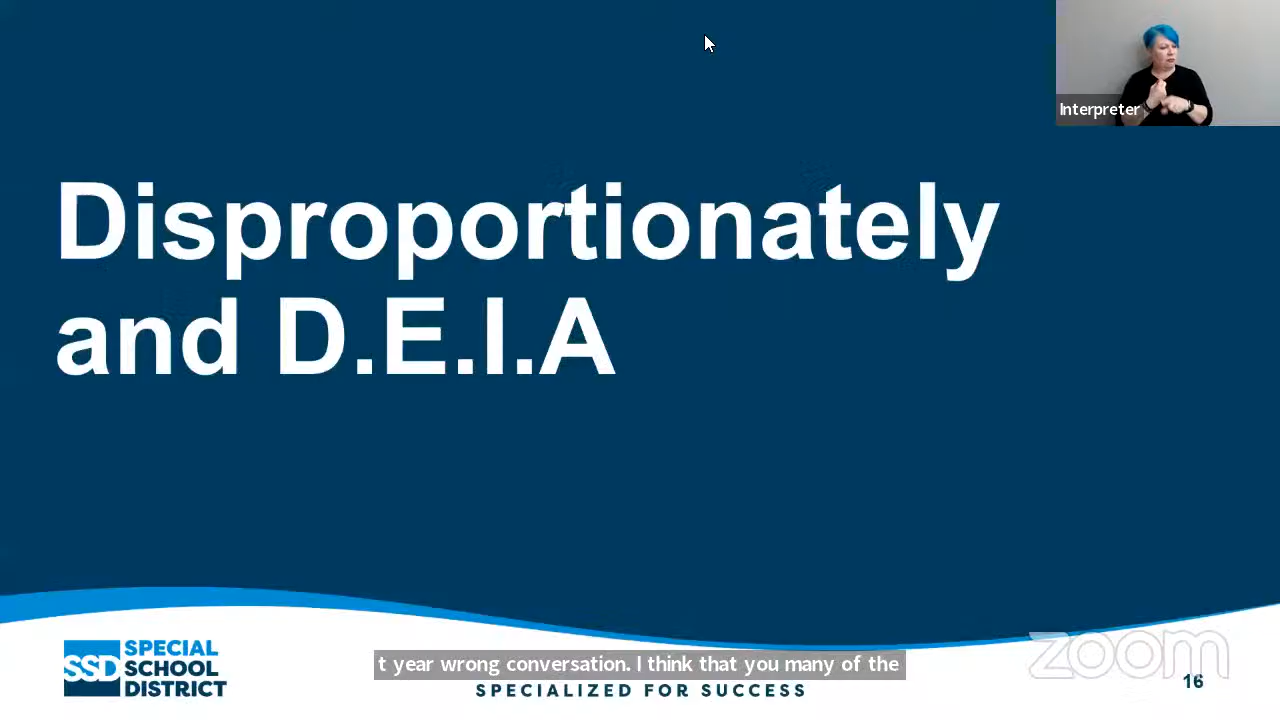 Interpreter
Disproportionately
and D.E.I.A
SSD
SPECIAL
SCHOOL
DISTRICT
t year wrong conversation. I think that you many of the
SPECIALIZED FOR SUCCESS
zoom
16